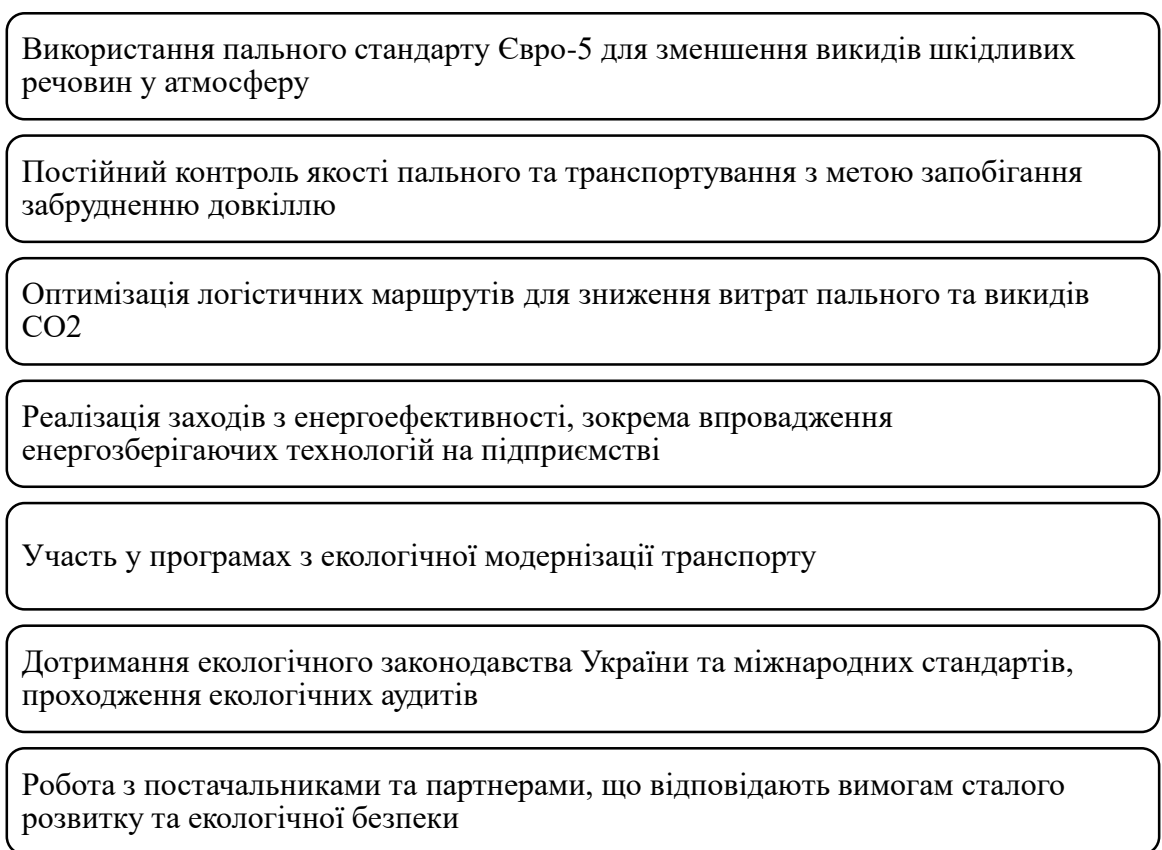 Використання пального стандарту Євро-5 для зменшення викидів шкідливих
речовин у атмосферу
Постійний контроль якості пального та транспортування з метою запобігання
забрудненню довкіллю
Оптимізація логістичних маршрутів для зниження витрат пального та викидів
СО2
Реалізація заходів з енергоефективності, зокрема впровадження
енергозберігаючих технологій на підприємстві
Участь у програмах з екологічної модернізації транспорту
Дотримання екологічного законодавства України та міжнародних стандартів,
проходження екологічних аудитів
Робота з постачальниками та партнерами, що відповідають вимогам сталого
розвитку та екологічної безпеки